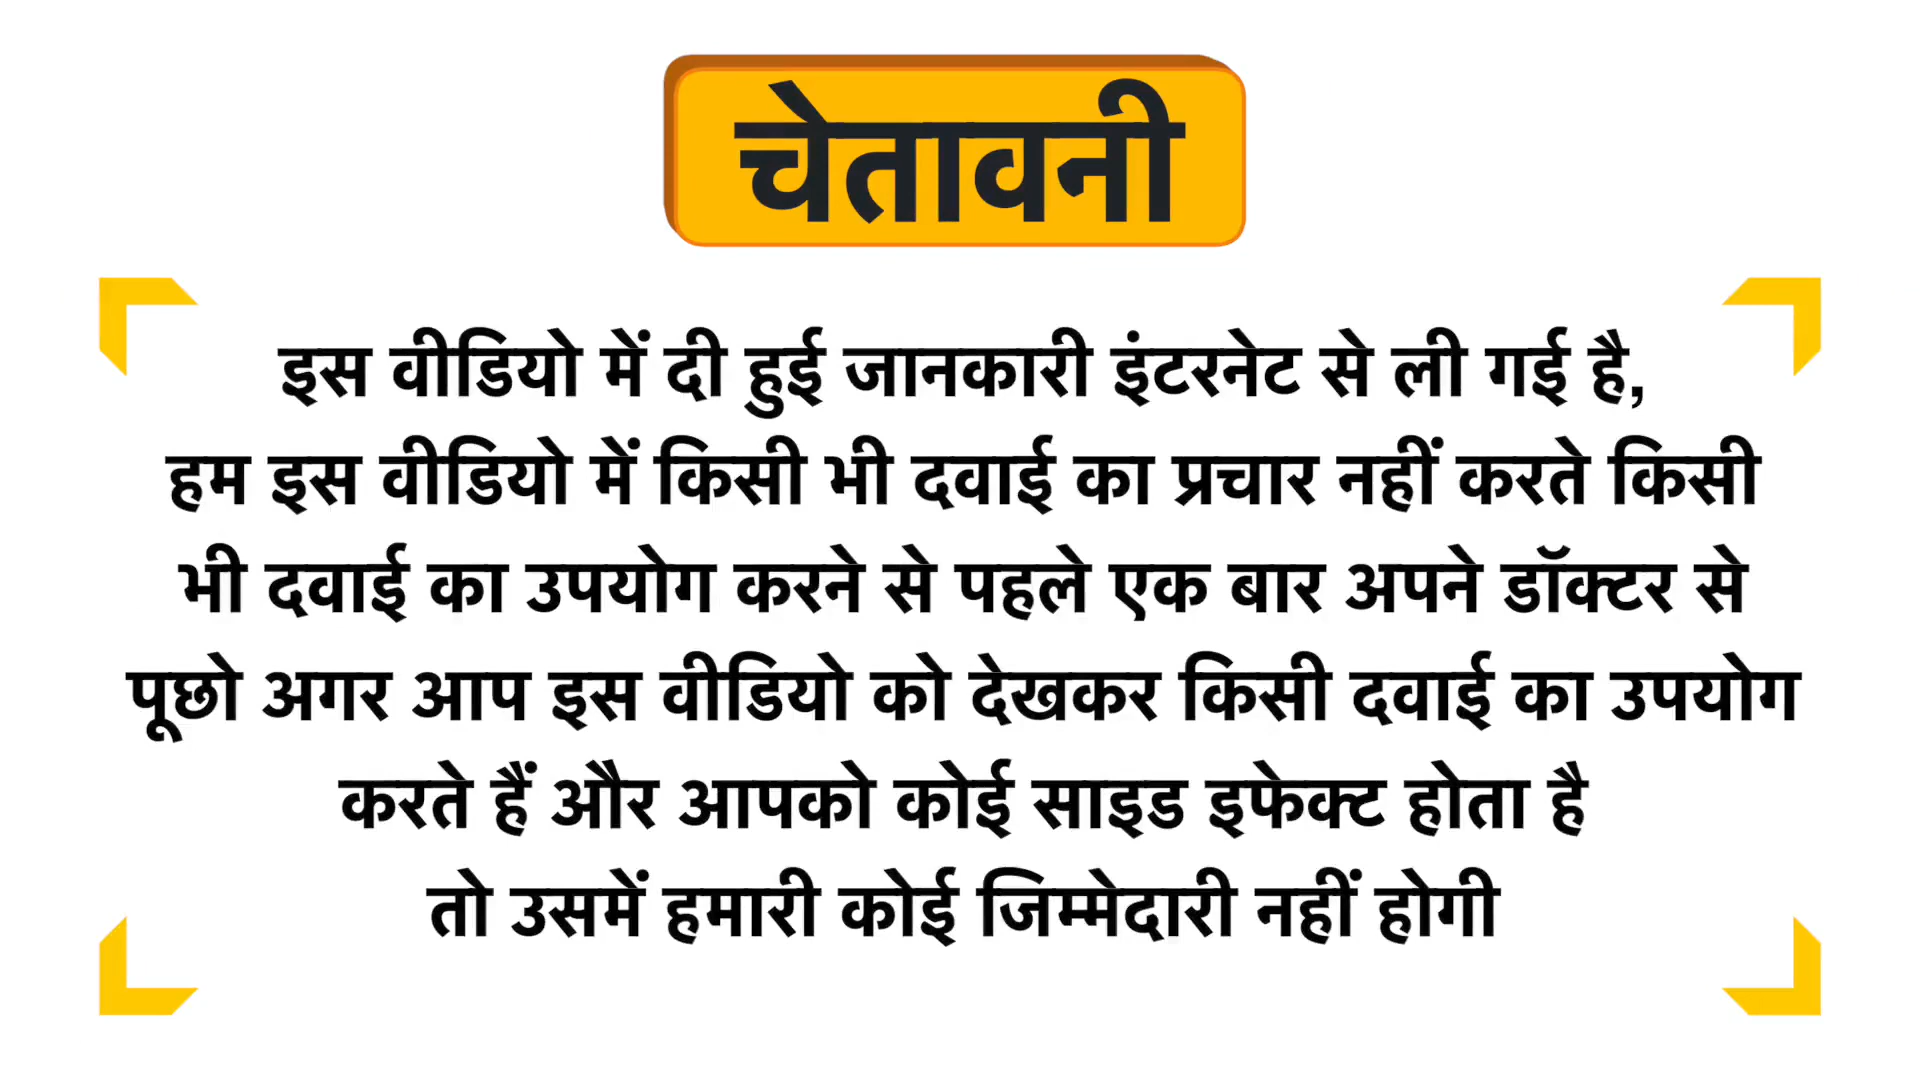 चेतावनी
इस वीडियो में दी हुई जानकारी इंटरनेट से ली गई है,
हम इस वीडियो में किसी भी दवाई का प्रचार नहीं करते किसी
भी दवाई का उपयोग करने से पहले एक बार अपने डॉक्टर से
पूछो अगर आप इस वीडियो को देखकर किसी दवाई का उपयोग
करते हैं और आपको कोई साइड इफेक्ट होता है
तो उसमें हमारी कोई जिम्मेदारी नहीं होगी